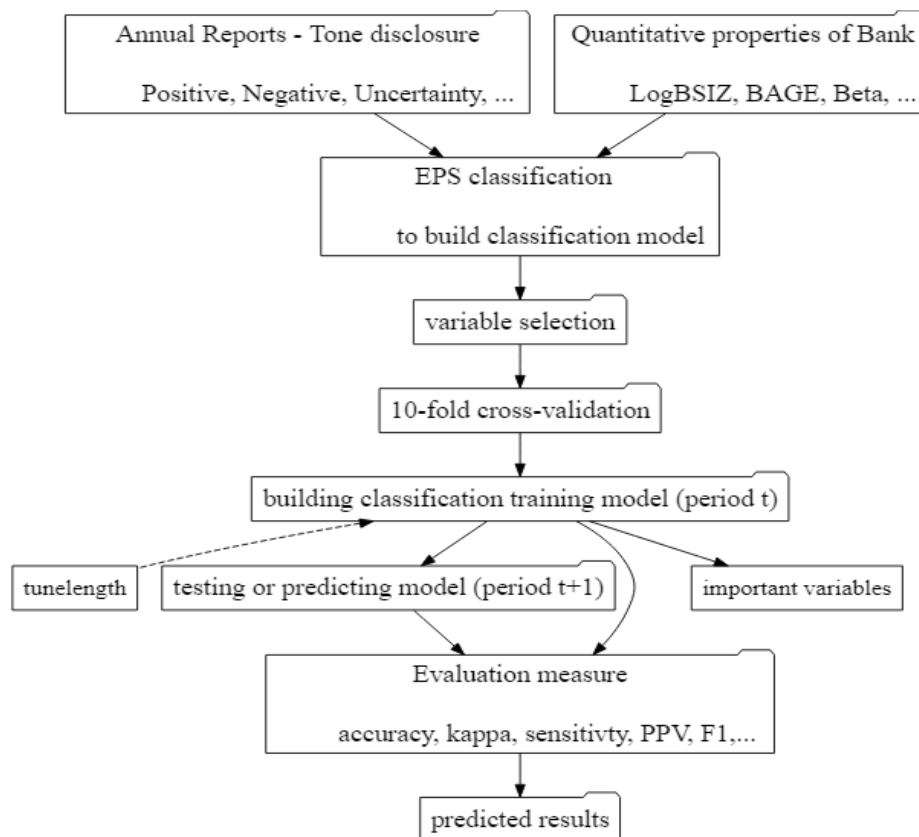 Annual Reports - Tone disclosure
Positive, Negative, Uncertainty, ...
Quantitative properties of Bank
LogBSIZ, BAGE, Beta, ...
EPS classification
to build classification model
variable selection
10-fold cross-validation
building classification training model (period t)
tunelength
testing or predicting model (period t+1)
important variables
Evaluation measure
accuracy, kappa, sensitivty, PPV, F1,...
predicted results